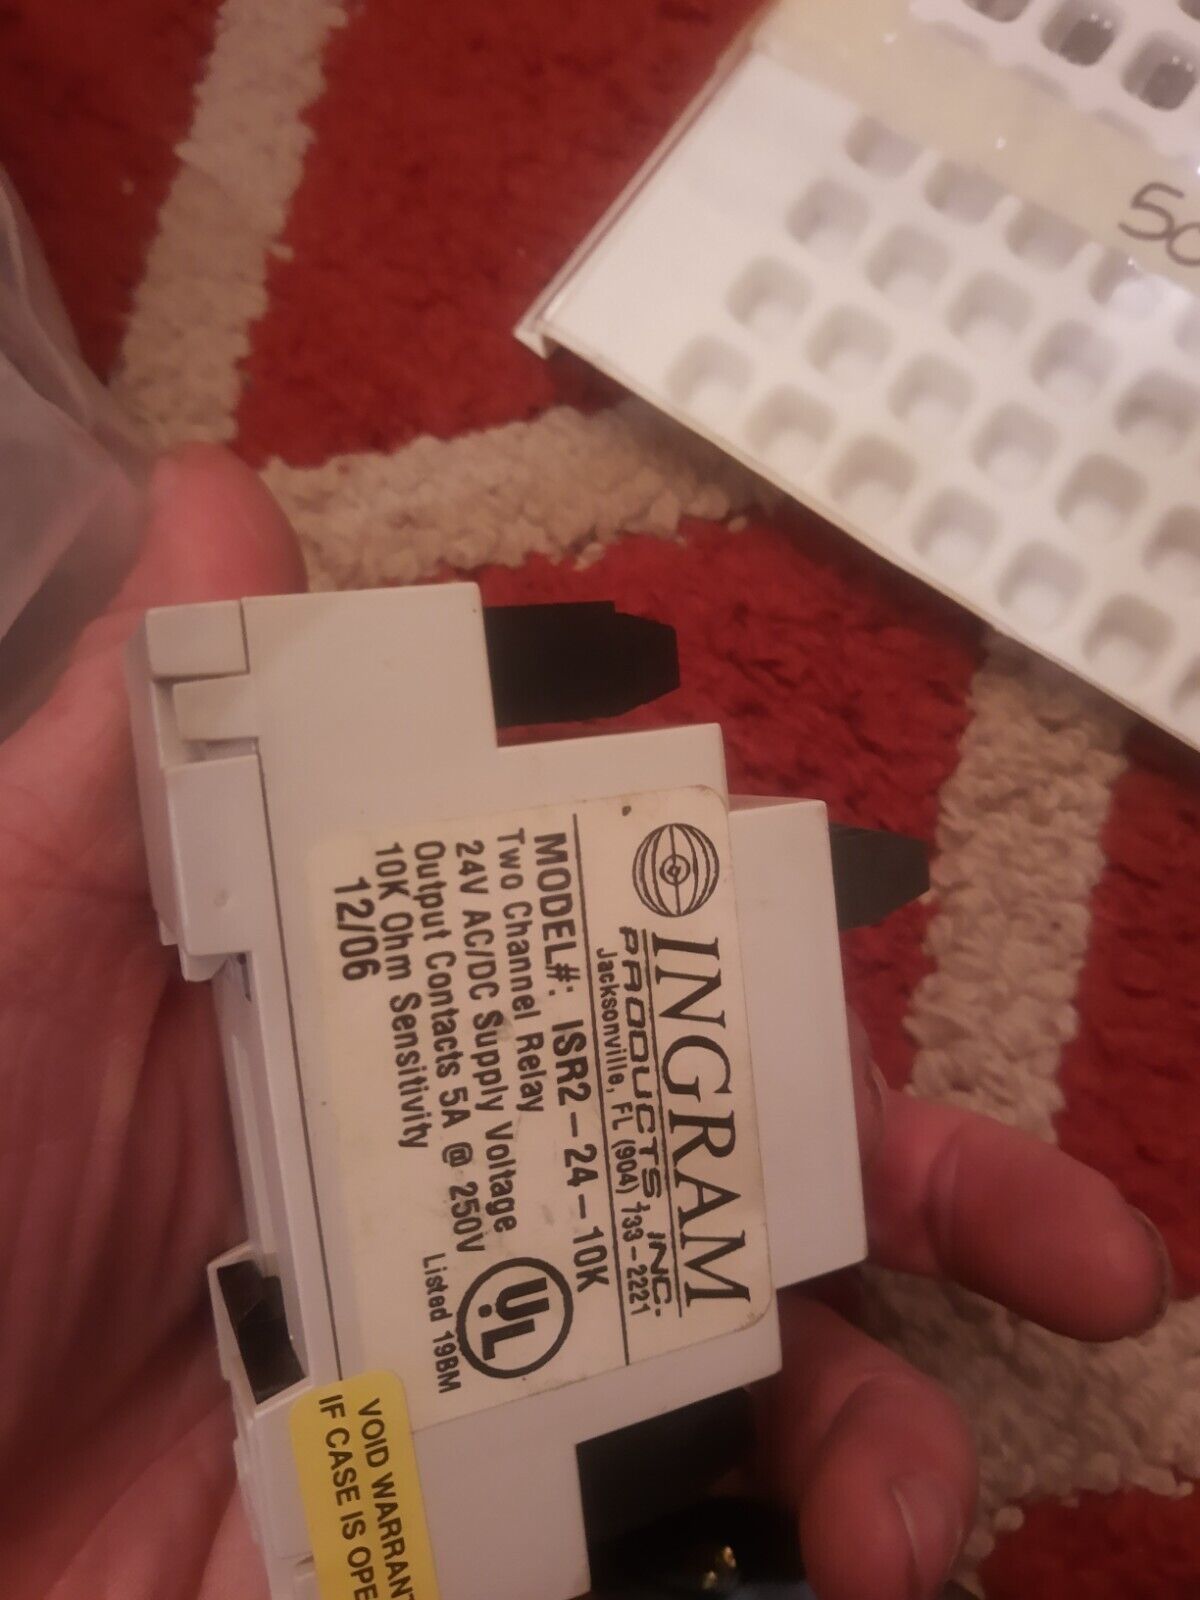 INGRAM
PRODUCTS INC.
Jacksonville, FL (904) 733-2221
MODEL#: ISR2-24-10K
Two Channel Relay
24V AC/DC Supply Voltage
Output Contacts 5A @ 250V
10K Ohm Sensitivity
12/06
UL
Listed 19BM
VOID WARRANT
IF CASE IS OPE
50